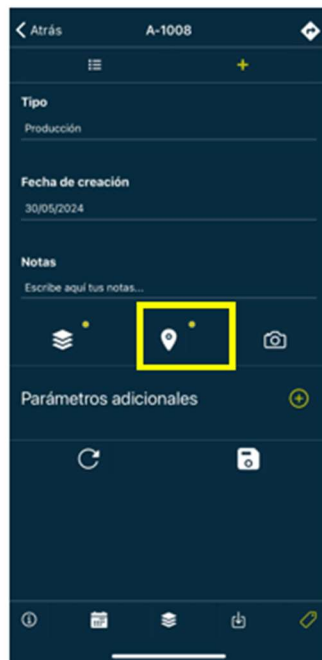 Atrás
A-1008
Tipo
Producción
Fecha de creación
30/05/2024
Notas
Escribe aquí tus notas...
Parámetros adicionales